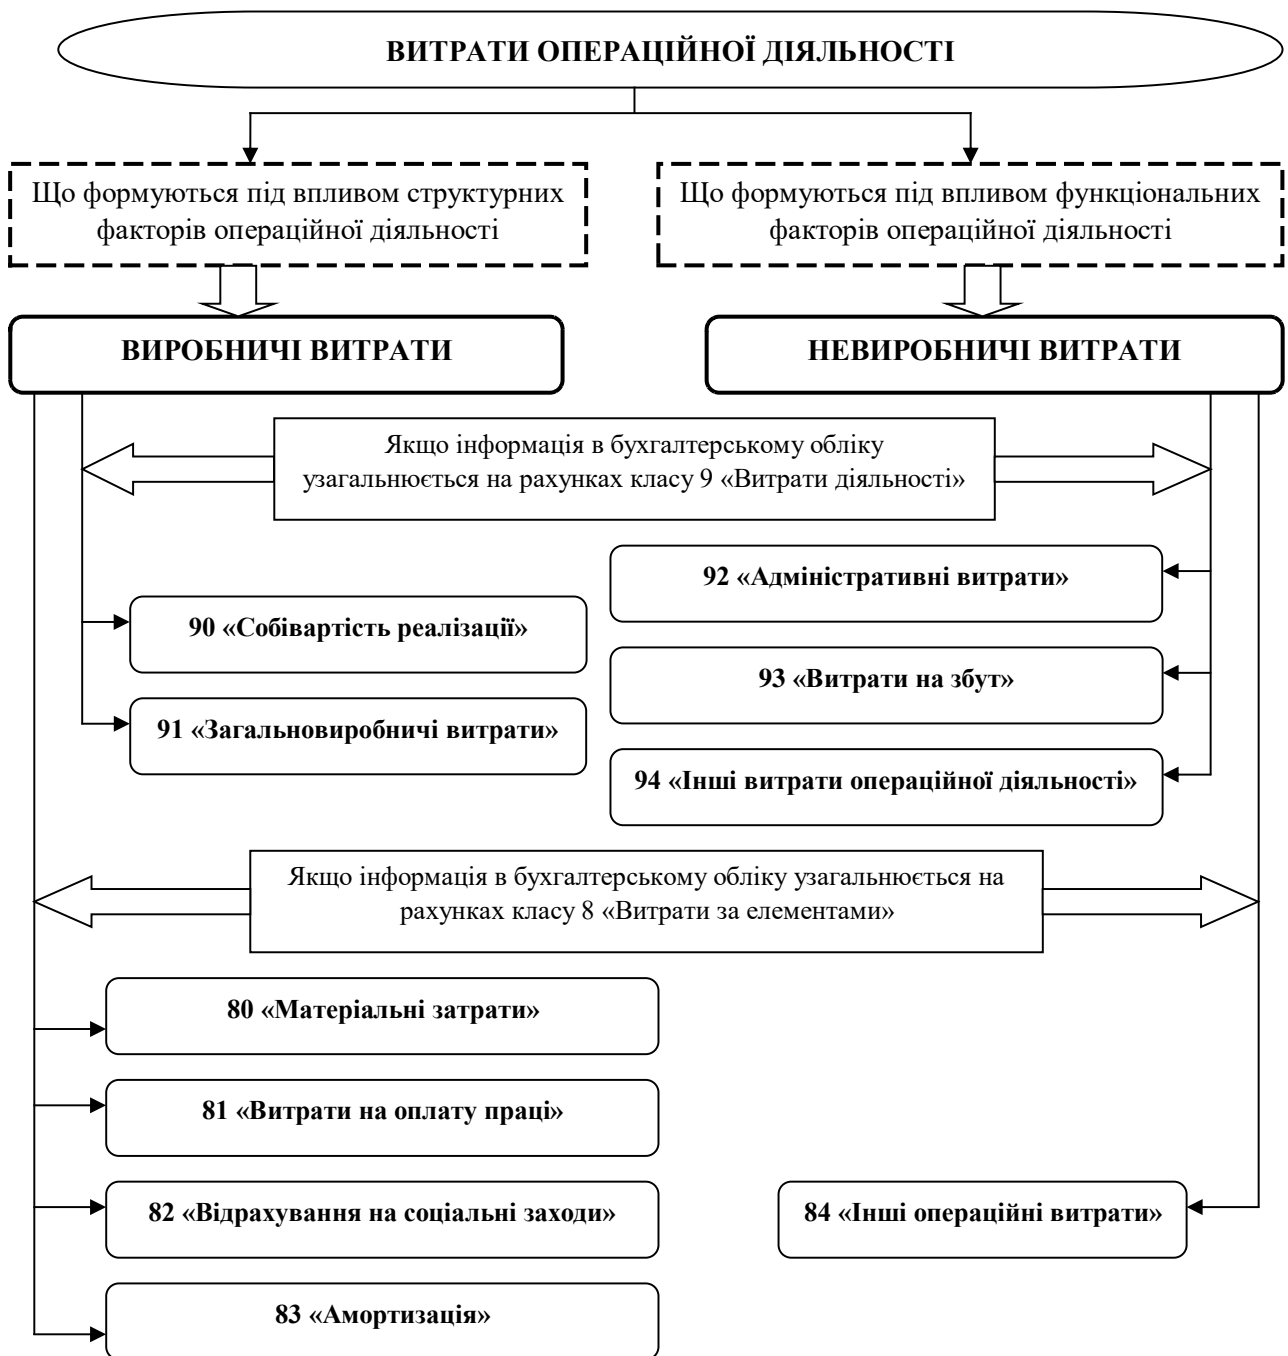 ВИТРАТИ ОПЕРАЦІЙНОЇ ДІЯЛЬНОСТІ
Що формуються під впливом структурних
факторів операційної діяльності
Що формуються під впливом функціональних
факторів операційної діяльності
ВИРОБНИЧІ ВИТРАТИ
НЕВИРОБНИЧІ ВИТРАТИ
Якщо інформація в бухгалтерському обліку
узагальнюється на рахунках класу 9 «Витрати діяльності»
92 «Адміністративні витрати»
90 «Собівартість реалізації»
93 «Витрати на збут»
91 «Загальновиробничі витрати»
94 «Інші витрати операційної діяльності»
Якщо інформація в бухгалтерському обліку узагальнюється на
рахунках класу 8 «Витрати за елементами»
80 «Матеріальні затрати»
81 «Витрати на оплату праці»
82 «Відрахування на соціальні заходи»
84 «Інші операційні витрати»
83 «Амортизація»